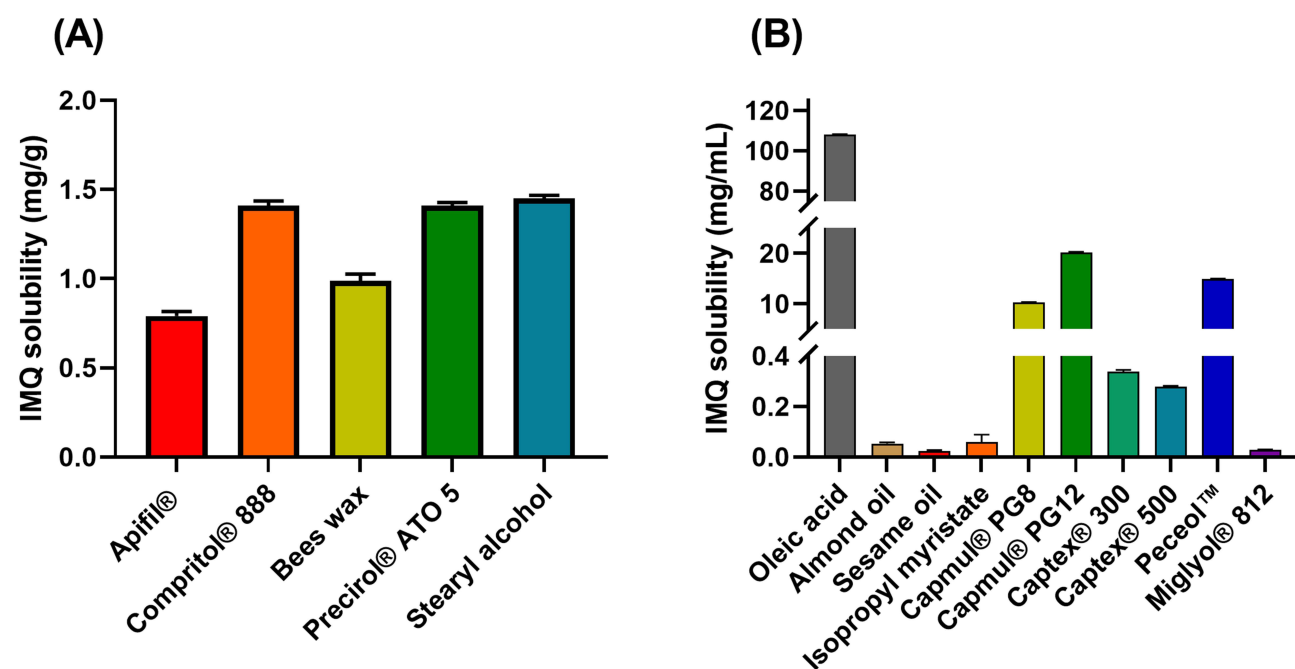 (A)
IMQ solubility (mg/g)
2.0
1.5
1.0
0.5
0.0
Apifil®
Compritol® 888
Bees wax
Precirol® ATO 5
Stearyl alcohol
(B)
IMQ solubility (mg/mL)
120
100
80
20
10
0.4
0.2
0.0
Oleic acid
Almond oil
Sesame oil
Isopropyl myristate
Capmul® PG8
Capmul® PG12
Captex® 300
Captex® 500
Peceol™
Miglyol® 812